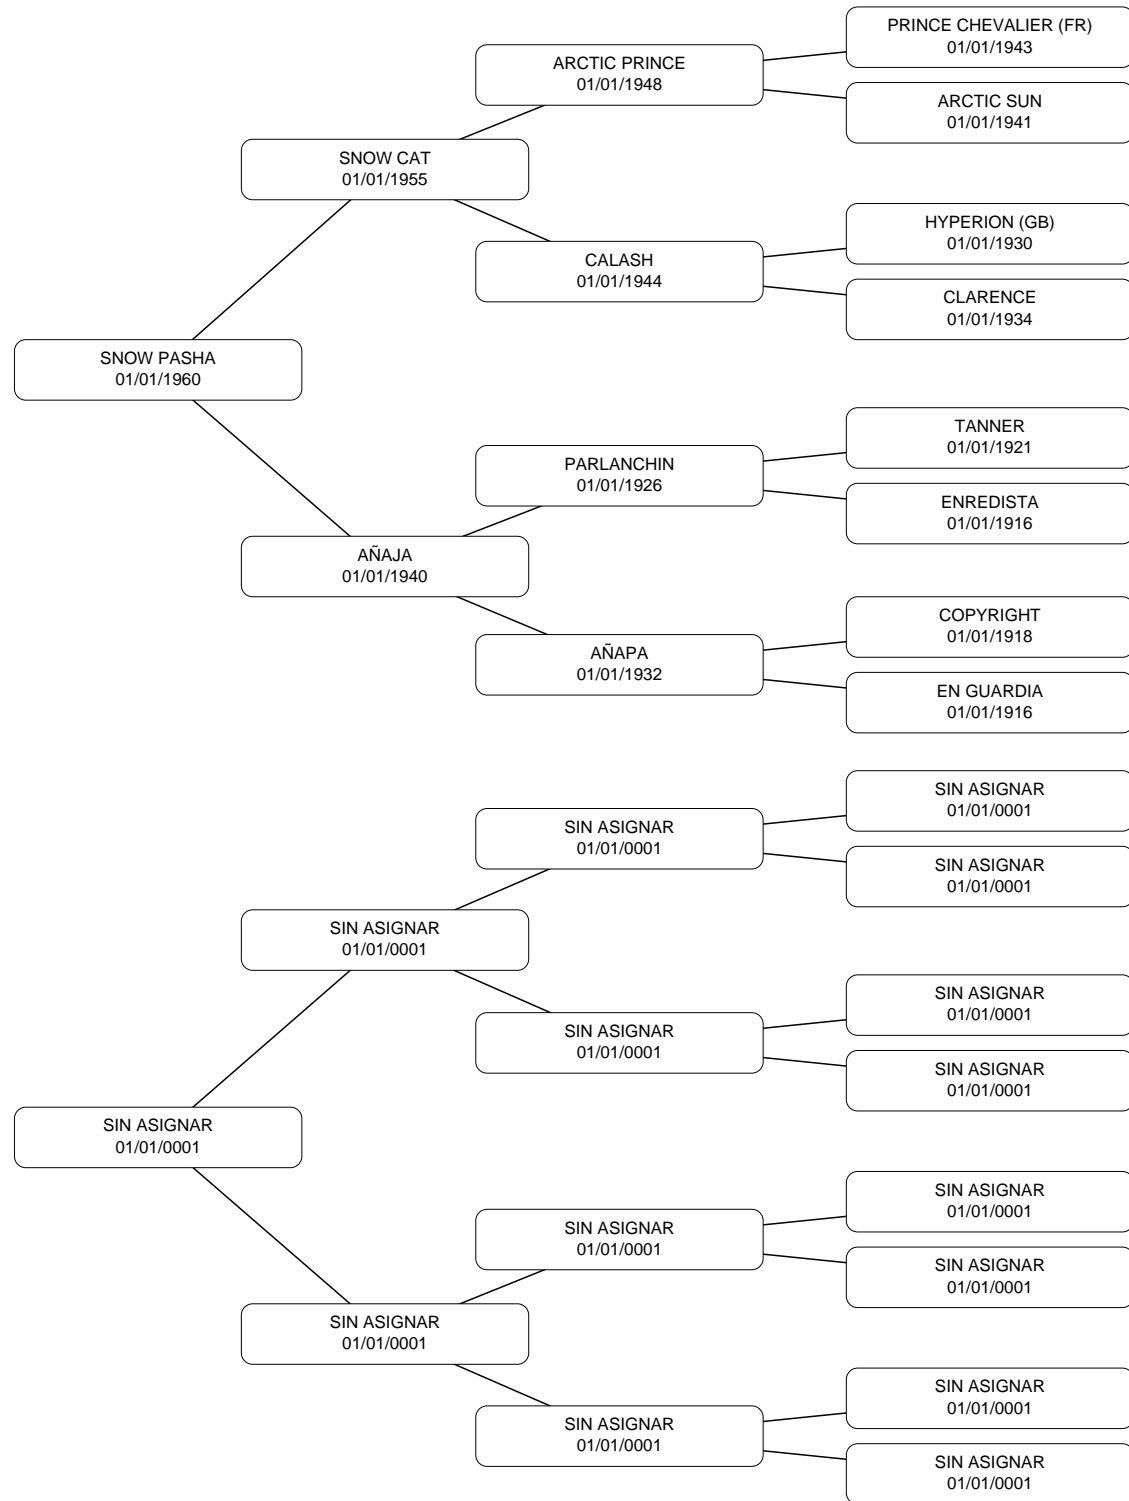 PRINCE CHEVALIER (FR)
01/01/1943
ARCTIC PRINCE
01/01/1948
ARCTIC SUN
01/01/1941
SNOW CAT
01/01/1955
HYPERION (GB)
01/01/1930
CALASH
01/01/1944
CLARENCE
01/01/1934
SNOW PASHA
01/01/1960
TANNER
01/01/1921
PARLANCHIN
01/01/1926
ENREDISTA
01/01/1916
AÑAJA
01/01/1940
COPYRIGHT
01/01/1918
AÑAPA
01/01/1932
EN GUARDIA
01/01/1916
SIN ASIGNAR
01/01/0001
SIN ASIGNAR
01/01/0001
SIN ASIGNAR
01/01/0001
SIN ASIGNAR
01/01/0001
SIN ASIGNAR
01/01/0001
SIN ASIGNAR
01/01/0001
SIN ASIGNAR
01/01/0001
SIN ASIGNAR
01/01/0001
SIN ASIGNAR
01/01/0001
SIN ASIGNAR
01/01/0001
SIN ASIGNAR
01/01/0001
SIN ASIGNAR
01/01/0001
SIN ASIGNAR
01/01/0001
SIN ASIGNAR
01/01/0001
SIN ASIGNAR
01/01/0001